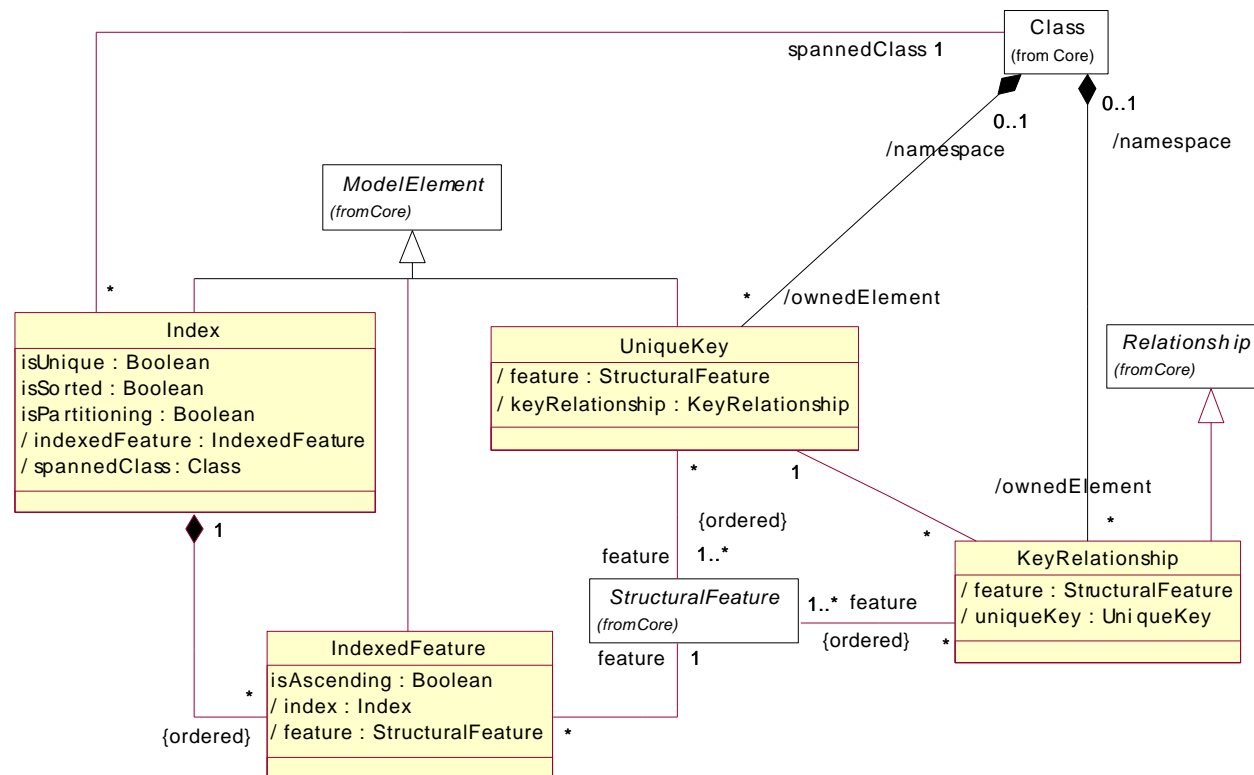 Class
(from Core)
spannedClass 1
0..1
0..1
/namespace
/namespace
ModelElement
(fromCore)
*
* /ownedElement
Index
isUnique : Boolean
isSorted : Boolean
isPartitioning : Boolean
/ indexedFeature : IndexedFeature
/ spannedClass : Class
UniqueKey
/ feature : StructuralFeature
/ keyRelationship : KeyRelationship
Relationship
(fromCore)
*
1
/ownedElement
*
1
{ordered}
*
feature
1..*
KeyRelationship
/ feature : StructuralFeature
/ uniqueKey : UniqueKey
StructuralFeature
(fromCore)
1..* feature
{ordered}
*
feature 1
IndexedFeature
isAscending : Boolean
/ index : Index
/ feature : StructuralFeature
*
{ordered}
*